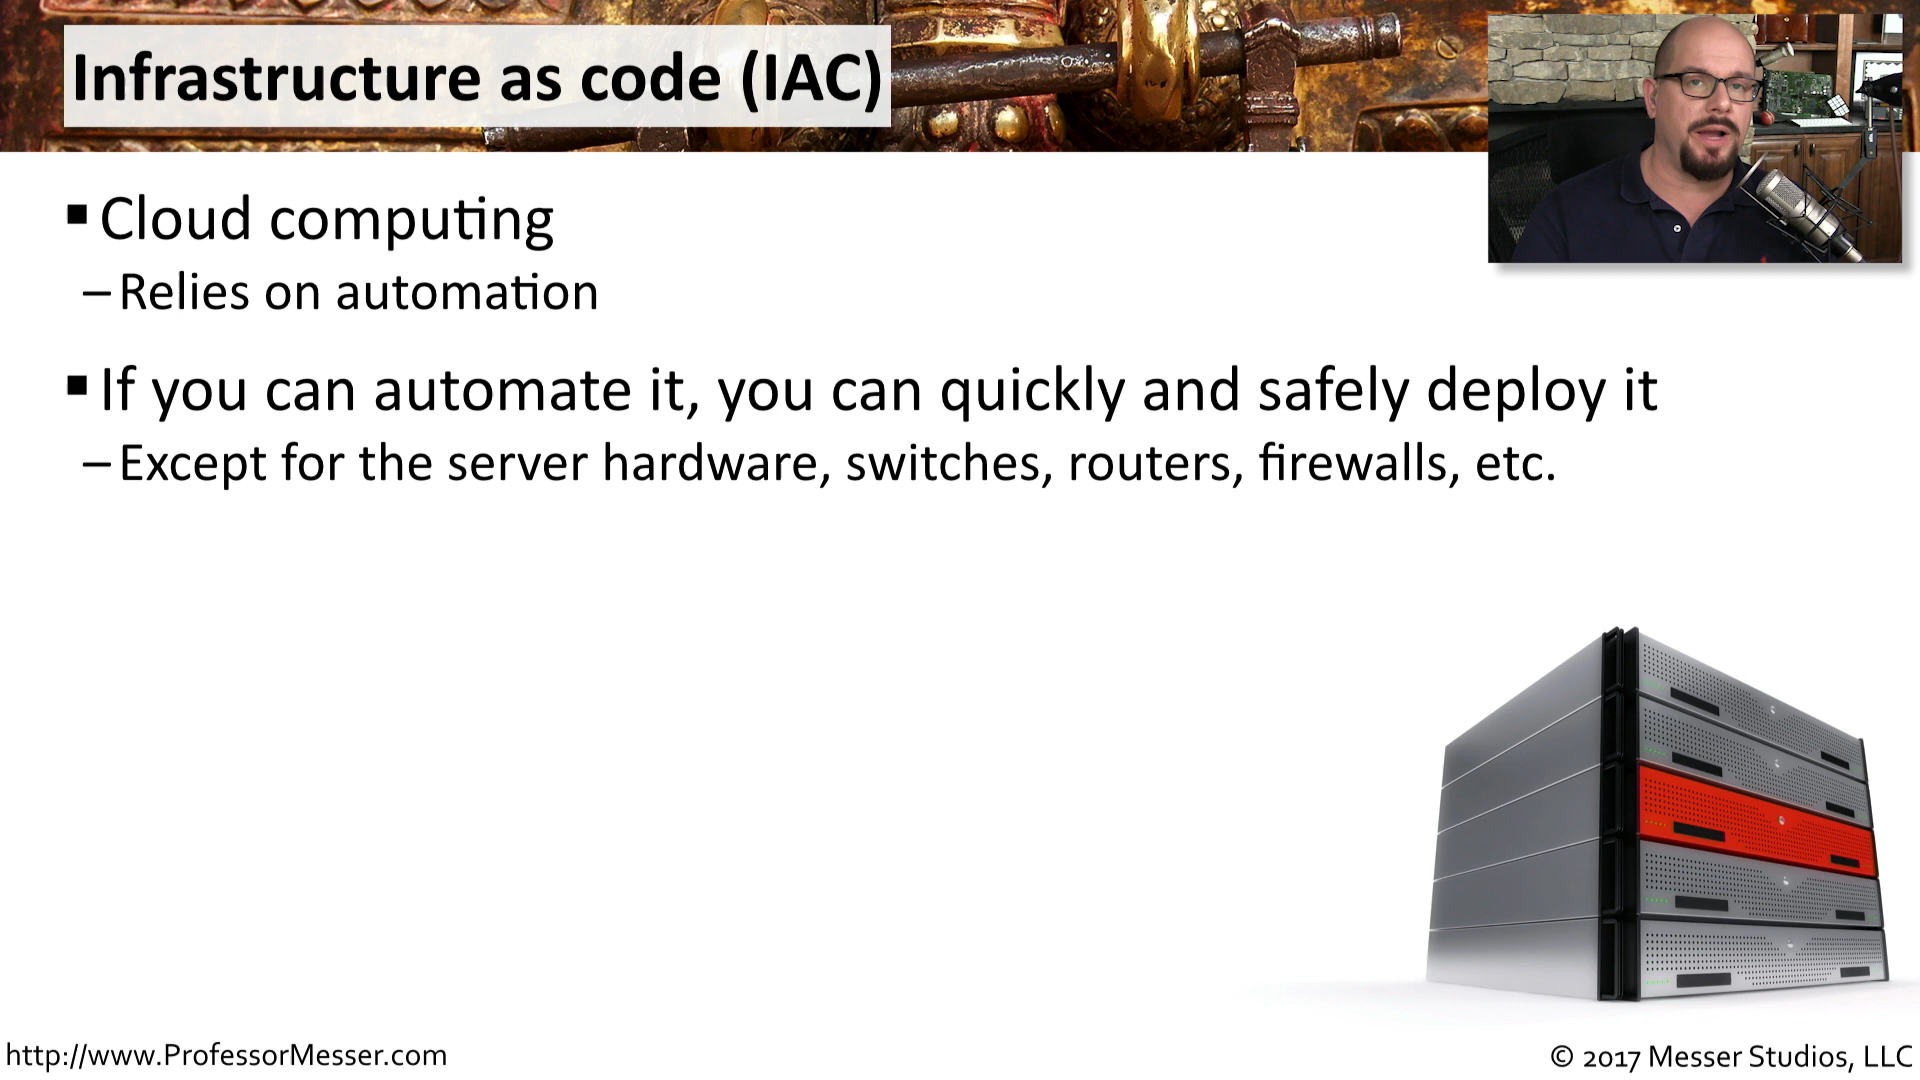 Infrastructure as code (IAC)
▪ Cloud computing
– Relies on automation
▪ If you can automate it, you can quickly and safely deploy it
– Except for the server hardware, switches, routers, firewalls, etc.
http://www.ProfessorMesser.com
© 2017 Messer Studios, LLC